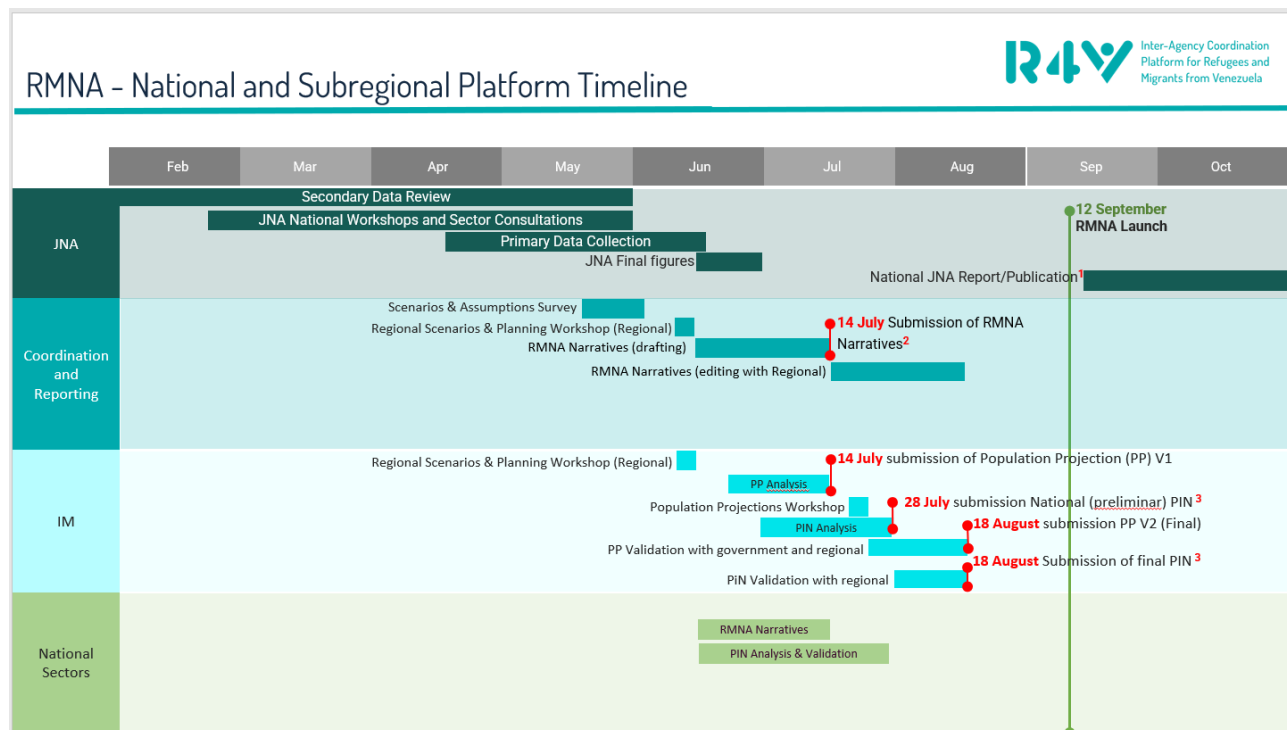 RMNA - National and Subregional Platform Timeline
R4V
Inter-Agency Coordination
Platform for Refugees and
Migrants from Venezuela
Feb Mar Apr May Jun Jul Aug Sep Oct
JNA
Secondary Data Review
JNA National Workshops and Sector Consultations
Primary Data Collection
JNA Final figures
National JNA Report/Publication1
12 September
RMNA Launch
Coordination
and
Reporting
Scenarios & Assumptions Survey
Regional Scenarios & Planning Workshop (Regional)
RMNA Narratives (drafting)
14 July Submission of RMNA
Narratives2
RMNA Narratives (editing with Regional)
IM
Regional Scenarios & Planning Workshop (Regional)
14 July submission of Population Projection (PP) V1
PP Analysis
Population Projections Workshop
28 July submission National (preliminar) PIN 3
PIN Analysis
18 August submission PP V2 (Final)
PP Validation with government and regional
18 August Submission of final PIN 3
PiN Validation with regional
National
Sectors
RMNA Narratives
PIN Analysis & Validation